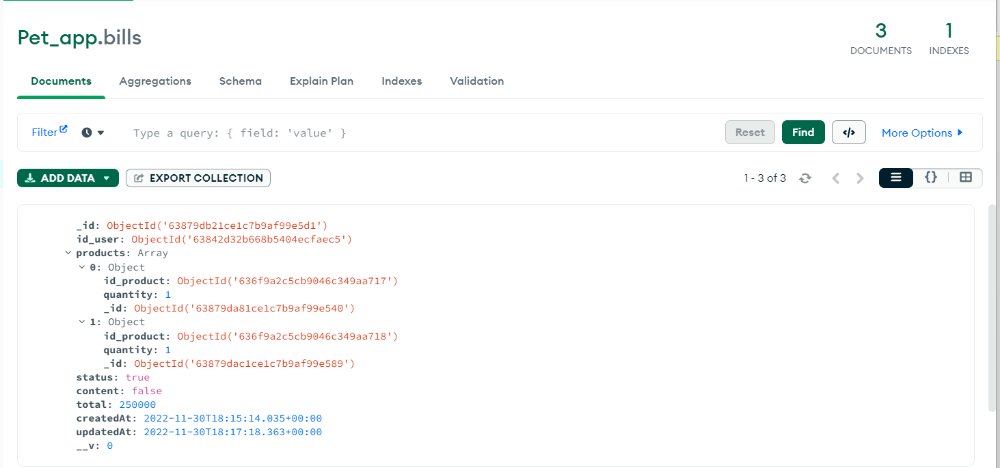 Pet_app.bills
3 1
DOCUMENTS INDEXES
Documents Aggregations Schema Explain Plan Indexes Validation
Filter Type a query: { field: 'value' } Reset Find </> More Options
ADD DATA EXPORT COLLECTION 1 - 3 of 3 {}
_id: ObjectId('63879db21ce1c7b9af99e5d1')
id_user: ObjectId('63842d32b668b5404ecfaec5')
products: Array
0: Object
id_product: ObjectId('636f9a2c5cb9046c349aa717')
quantity: 1
_id: ObjectId('63879da81ce1c7b9af99e540')
1: Object
id_product: ObjectId('636f9a2c5cb9046c349aa718')
quantity: 1
_id: ObjectId('63879dac1ce1c7b9af99e589')
status: true
content: false
total: 250000
createdAt: 2022-11-30T18:15:14.035+00:00
updatedAt: 2022-11-30T18:17:18.363+00:00
__v: 0